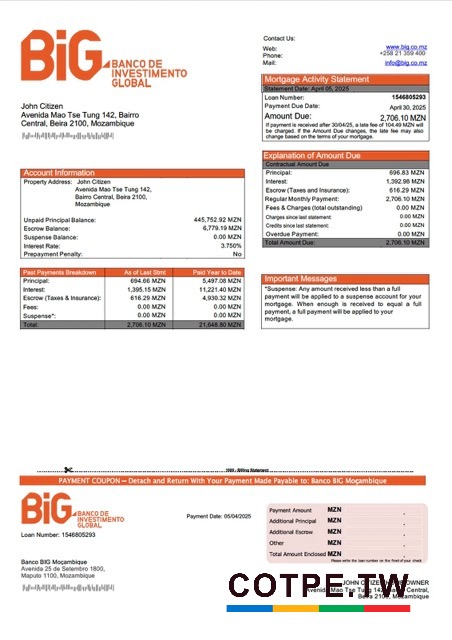 BiG BANCO DE
INVESTIMENTO
GLOBAL
Contact Us:
Web: www.big.co.mz
Phone: +258 21 359 400
Mail: info@big.co.mz
John Citizen
Avenida Mao Tse Tung 142, Bairro
Central, Beira 2100, Mozambique
Mortgage Activity Statement
Statement Date: April 05, 2025
Loan Number: 1546805293
Payment Due Date: April 30, 2025
Amount Due: 2,706.10 MZN
If payment is received after 30/04/25, a late fee of 104.49 MZN will
be charged. If the Amount Due changes, the late fee may also
change based on the terms of your mortgage.
Account Information
Property Address: John Citizen
Avenida Mao Tse Tung 142,
Bairro Central, Beira 2100,
Mozambique
Unpaid Principal Balance: 445,752.92 MZN
Escrow Balance: 6,779.19 MZN
Suspense Balance: 0.00 MZN
Interest Rate: 3.750%
Prepayment Penalty: No
Explanation of Amount Due
Contractual Amount Due
Principal: 696.83 MZN
Interest: 1,392.98 MZN
Escrow (Taxes and Insurance): 616.29 MZN
Regular Monthly Payment: 2,706.10 MZN
Fees & Charges (total outstanding) 0.00 MZN
Charges since last statement: 0.00 MZN
Credits since last statement: 0.00 MZN
Overdue Payment: 0.00 MZN
Total Amount Due: 2,706.10 MZN
Past Payments Breakdown As of Last Stmt Paid Year to Date
Principal: 694.66 MZN 5,497.08 MZN
Interest: 1,395.15 MZN 11,221.40 MZN
Escrow (Taxes & Insurance): 616.29 MZN 4,930.32 MZN
Fees: 0.00 MZN 0.00 MZN
Suspense*: 0.00 MZN 0.00 MZN
Total: 2,706.10 MZN 21,648.80 MZN
Important Messages
*Suspense: Any amount received less than a full
payment will be applied to a suspense account for your
mortgage. When enough is received to equal a full
payment, a full payment will be applied to your
mortgage.
PAYMENT COUPON – Detach and Return With Your Payment Made Payable to: Banco BIG Moçambique
BiG BANCO DE
INVESTIMENTO
GLOBAL
Loan Number: 1546805293
Payment Date: 05/04/2025
Payment Amount MZN .
Additional Principal MZN .
Additional Escrow MZN .
Other MZN .
Total Amount Enclosed MZN .
Please write the loan number on the front of your check
Banco BIG Moçambique
Avenida 25 de Setembro 1800,
Maputo 1100, Mozambique
JOHN CITIZEN
OWNER
Avenida Mao Tse Tung
Beira 2100, Mozambique
COTPE.TW